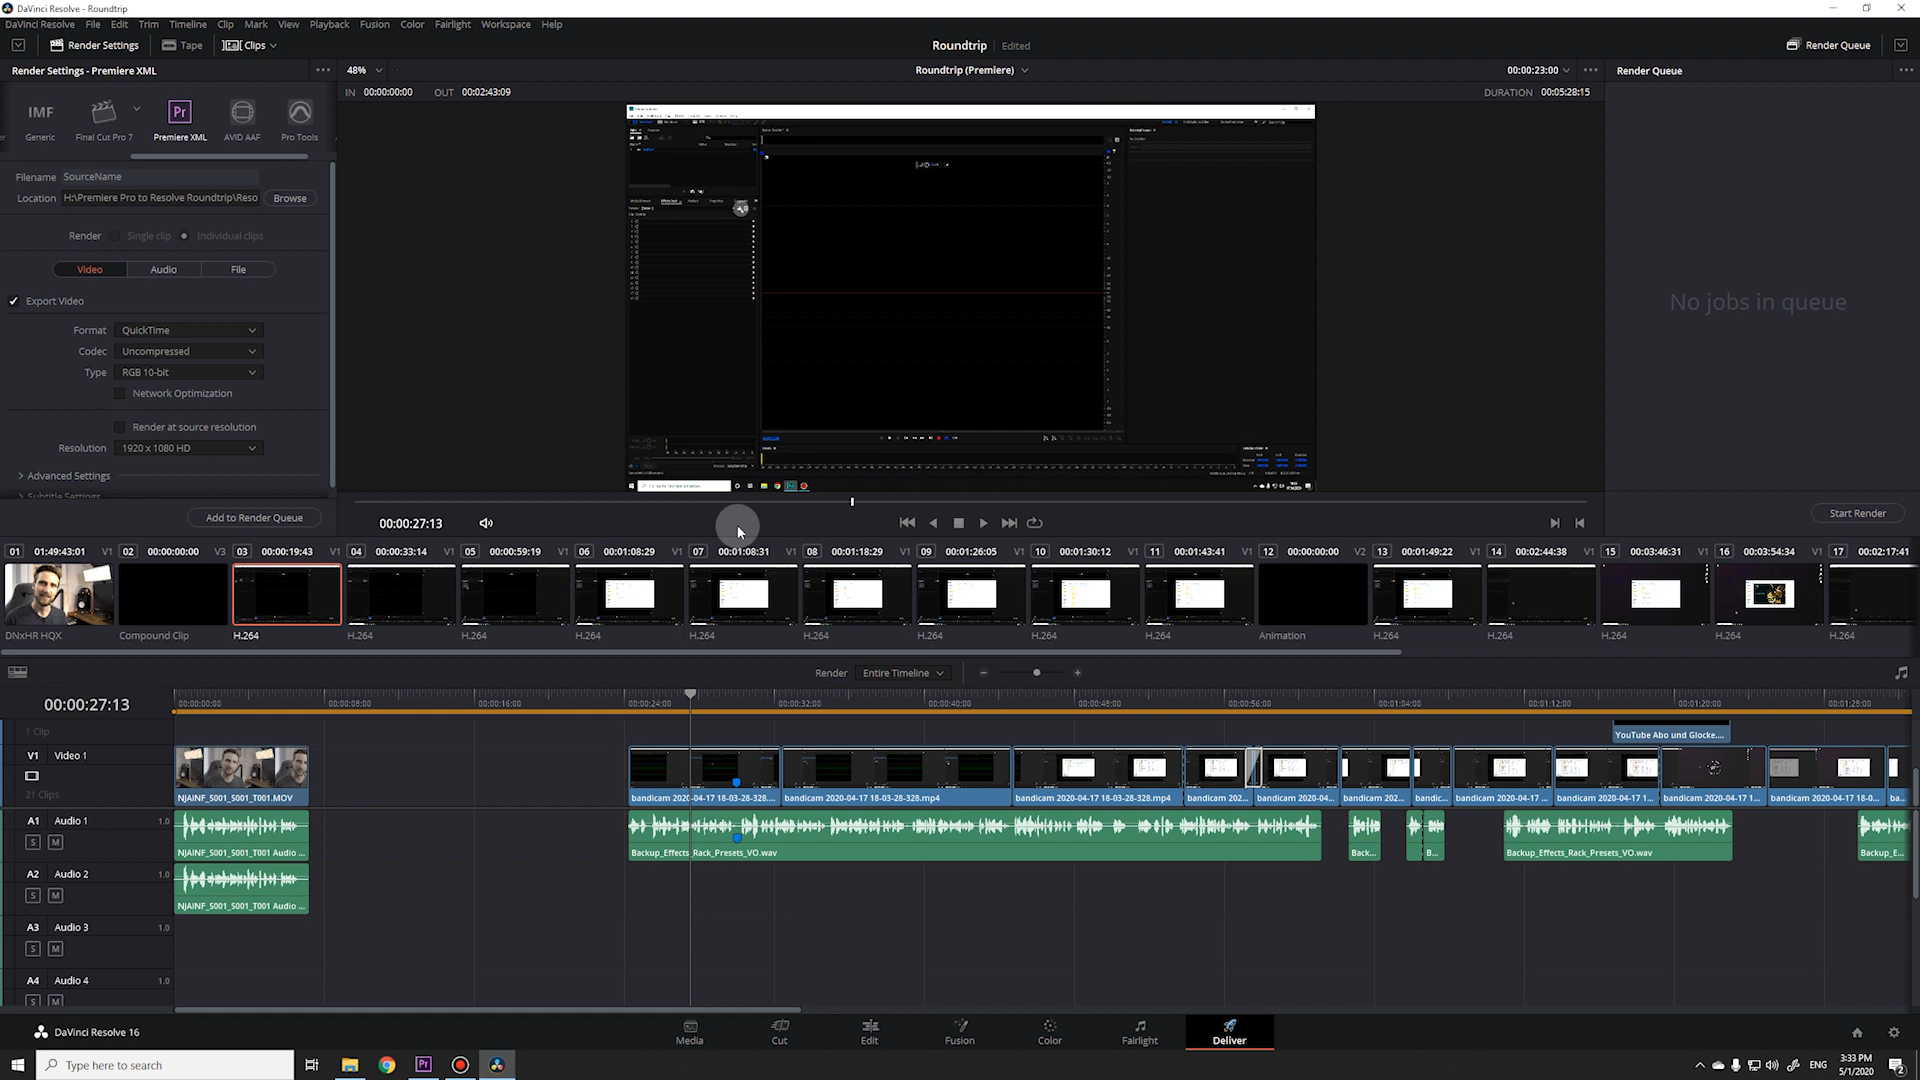 DaVinci Resolve - Roundtrip
DaVinci Resolve File Edit Trim Timeline Clip Mark View Playback Fusion Color Fairlight Workspace Help
Render Settings Tape Clips
Roundtrip Edited
Render Queue
Render Settings - Premiere XML
48%
Roundtrip (Premiere)
00:00:23:00
Render Queue
IN 00:00:00:00 OUT 00:02:43:09
DURATION 00:05:28:15
IMF
Pr
Generic Final Cut Pro 7 Premiere XML AVID AAF Pro Tools
Filename SourceName
Location H:\Premiere Pro to Resolve Roundtrip\Reso Browse
Render Single clip Individual clips
Video Audio File
Export Video
No jobs in queue
Format QuickTime
Codec Uncompressed
Type RGB 10-bit
Network Optimization
Render at source resolution
Resolution 1920 x 1080 HD
Advanced Settings
Subtitle Settings
Add to Render Queue
00:00:27:13
Start Render
01 01:49:43:01 V1 02 00:00:00:00 V3 03 00:00:19:43 V1 04 00:00:33:14 V1 05 00:00:59:19 V1 06 00:01:08:29 V1 07 00:01:08:31 V1 08 00:01:18:29 V1 09 00:01:26:05 V1 10 00:01:30:12 V1 11 00:01:43:41 V1 12 00:00:00:00 V2 13 00:01:49:22 V1 14 00:02:44:38 V1 15 00:03:46:31 V1 16 00:03:54:34 V1 17 00:02:17:41 V1
DNxHR HQX Compound Clip H.264 H.264 H.264 H.264 H.264 H.264 H.264 H.264 H.264 Animation H.264 H.264 H.264 H.264 H.264
Render Entire Timeline
00:00:27:13
00:00:00:00 00:00:08:00 00:00:16:00 00:00:24:00 00:00:32:00 00:00:40:00 00:00:48:00 00:00:56:00 00:01:04:00 00:01:12:00 00:01:20:00 00:01:28:00
1 Clip
YouTube Abo und Glocke....
V1 Video 1
21 Clips
NJAINF_S001_S001_T001.MOV bandicam 2020-04-17 18-03-28-328.... bandicam 2020-04-17 18-03-28-328.mp4 bandicam 2020-04-17 18-03-28-328.mp4 bandicam 202... bandicam 2020-04... bandicam 202... bandic... bandicam 2020-04-17 ... bandicam 2020-04-17 1... bandicam 2020-04-17 1... bandicam 2020-04-17 18-0... ba...
A1 Audio 1 1.0
S M
NJAINF_S001_S001_T001 Audio ... Backup_Effects_Rack_Presets_VO.wav Back... B... Backup_Effects_Rack_Presets_VO.wav Backup_E...
A2 Audio 2 1.0
S M
NJAINF_S001_S001_T001 Audio ...
A3 Audio 3 1.0
S M
A4 Audio 4 1.0
S M
DaVinci Resolve 16
Media Cut Edit Fusion Color Fairlight Deliver
Type here to search
Pr
ENG
3:33 PM
5/1/2020
2